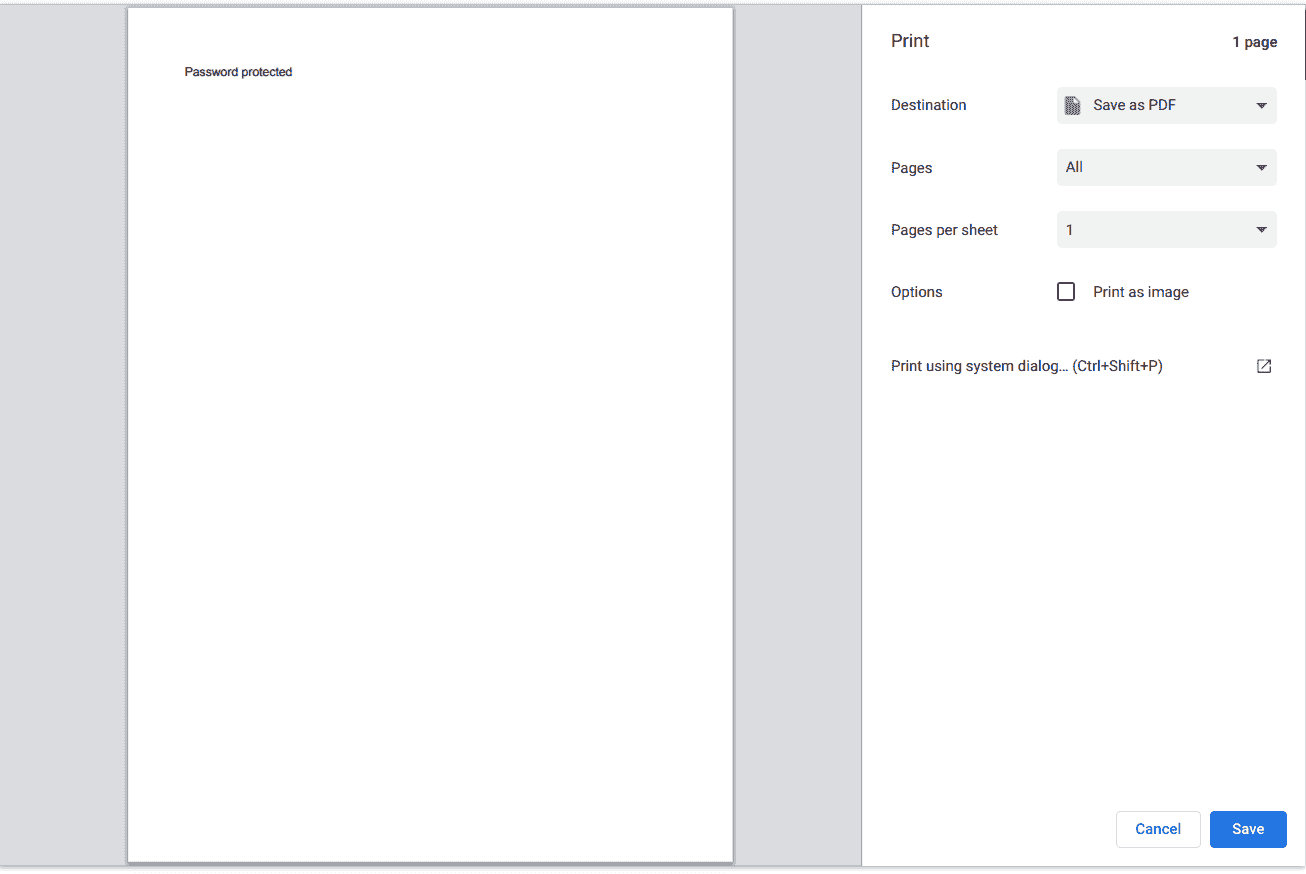 Password protected
Print
1 page
Destination
Save as PDF
Pages
All
Pages per sheet
1
Options
Print as image
Print using system dialog... (Ctrl+Shift+P)
Cancel
Save